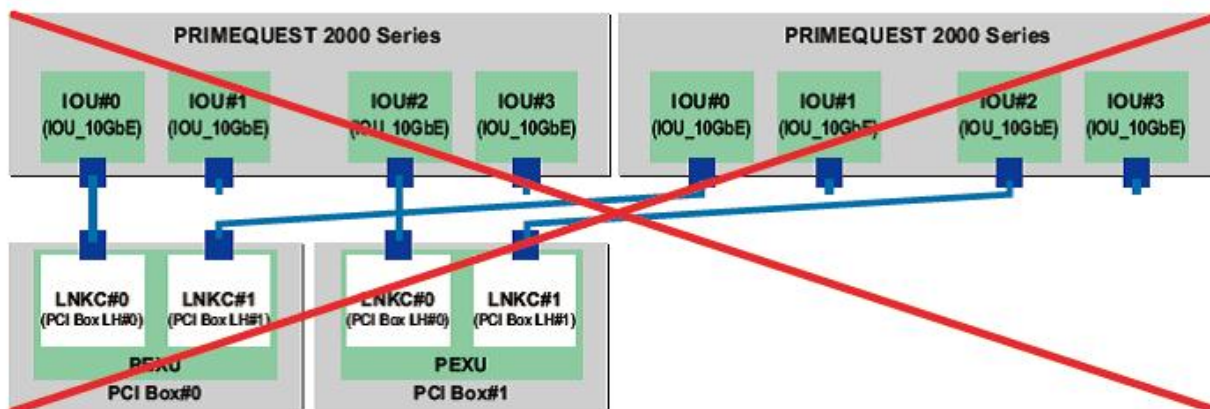 PRIMEQUEST 2000 Series
IOU#0
(IOU_10GbE)
IOU#1
(IOU_10GbE)
IOU#2
(IOU_10GbE)
IOU#3
(IOU_10GbE)
PRIMEQUEST 2000 Series
IOU#0
(IOU_10GbE)
IOU#1
(IOU_10GbE)
IOU#2
(IOU_10GbE)
IOU#3
(IOU_10GbE)
LNKC#0
(PCI Box LH#0)
LNKC#1
(PCI Box LH#1)
PEXU
PCI Box#0
LNKC#0
(PCI Box LH#0)
LNKC#1
(PCI Box LH#1)
PEXU
PCI Box#1